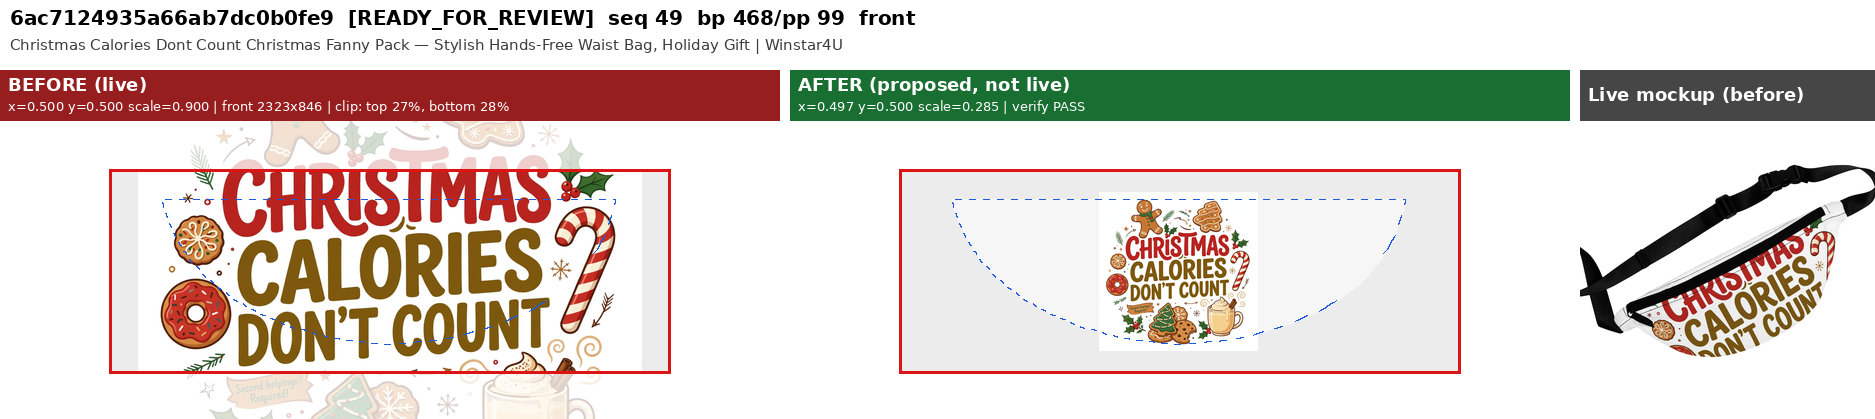 6ac7124935a66ab7dc0b0fe9 [READY_FOR_REVIEW] seq 49 bp 468/pp 99 front
Christmas Calories Dont Count Christmas Fanny Pack — Stylish Hands-Free Waist Bag, Holiday Gift | Winstar4U
BEFORE (live)
x=0.500 y=0.500 scale=0.900 | front 2323x846 | clip: top 27%, bottom 28%
CHRISTMAS
CALORIES
DON'T COUNT
Second helpings?
Required!
AFTER (proposed, not live)
x=0.497 y=0.500 scale=0.285 | verify PASS
CHRISTMAS
CALORIES
DON'T COUNT
Live mockup (before)
CHRISTMAS
CALORIES
DON'T COUNT